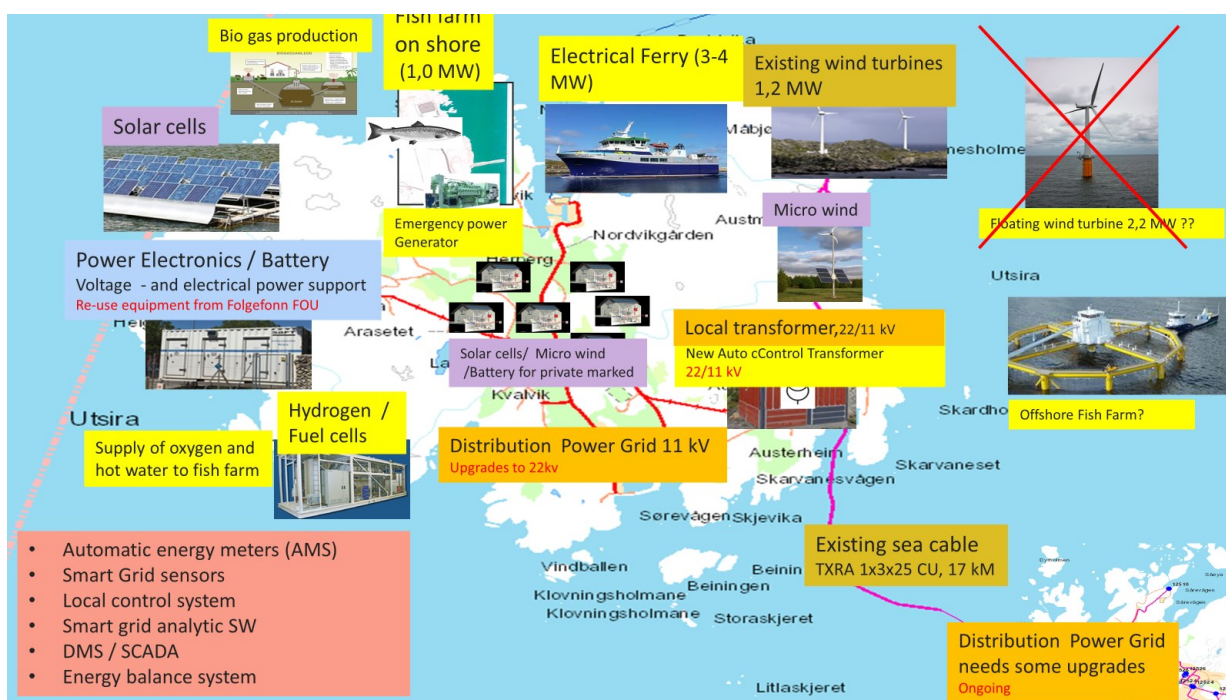 Bio gas production
Fish farm
on shore
(1,0 MW)
Electrical Ferry (3-4
MW)
Existing wind turbines
1,2 MW
Solar cells
Måbjø
mesholme
Micro wind
Floating wind turbine 2,2 MW ??
Emergency power
Generator
vik
Austm
Nordvikgården
Herberg
Utsira
Power Electronics / Battery
Voltage - and electrical power support
Re-use equipment from Folgefonn FOU
Arasetet
Local transformer,22/11 kV
New Auto cControl Transformer
22/11 kV
Solar cells/ Micro wind
/Battery for private marked
Kvalvik
Utsira
Hydrogen /
Fuel cells
Supply of oxygen and
hot water to fish farm
Distribution Power Grid 11 kV
Upgrades to 22kv
Skardh
Offshore Fish Farm?
Austerheim
Skarvaneset
Skarvanesvågen
Sørevågen
Skjevika
Existing sea cable
TXRA 1x3x25 CU, 17 kM
• Automatic energy meters (AMS)
• Smart Grid sensors
• Local control system
• Smart grid analytic SW
• DMS / SCADA
• Energy balance system
Vindballen
Beinin
Beiningen
Klovningsholmane
Klovningsholmane
Storaskjeret
Distribution Power Grid
needs some upgrades
Ongoing
Litlaskjeret